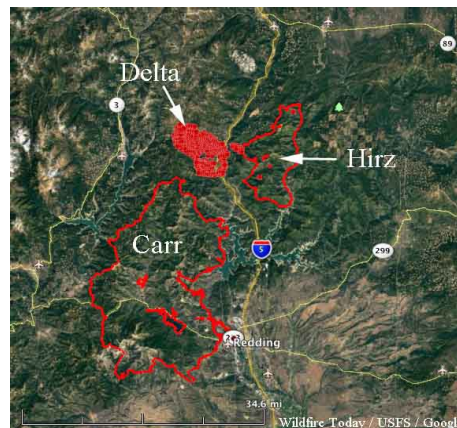 89
Delta
3
Hirz
Carr
5
299
Redding
34.6 mi
Wildfire Today / USFS / Googl